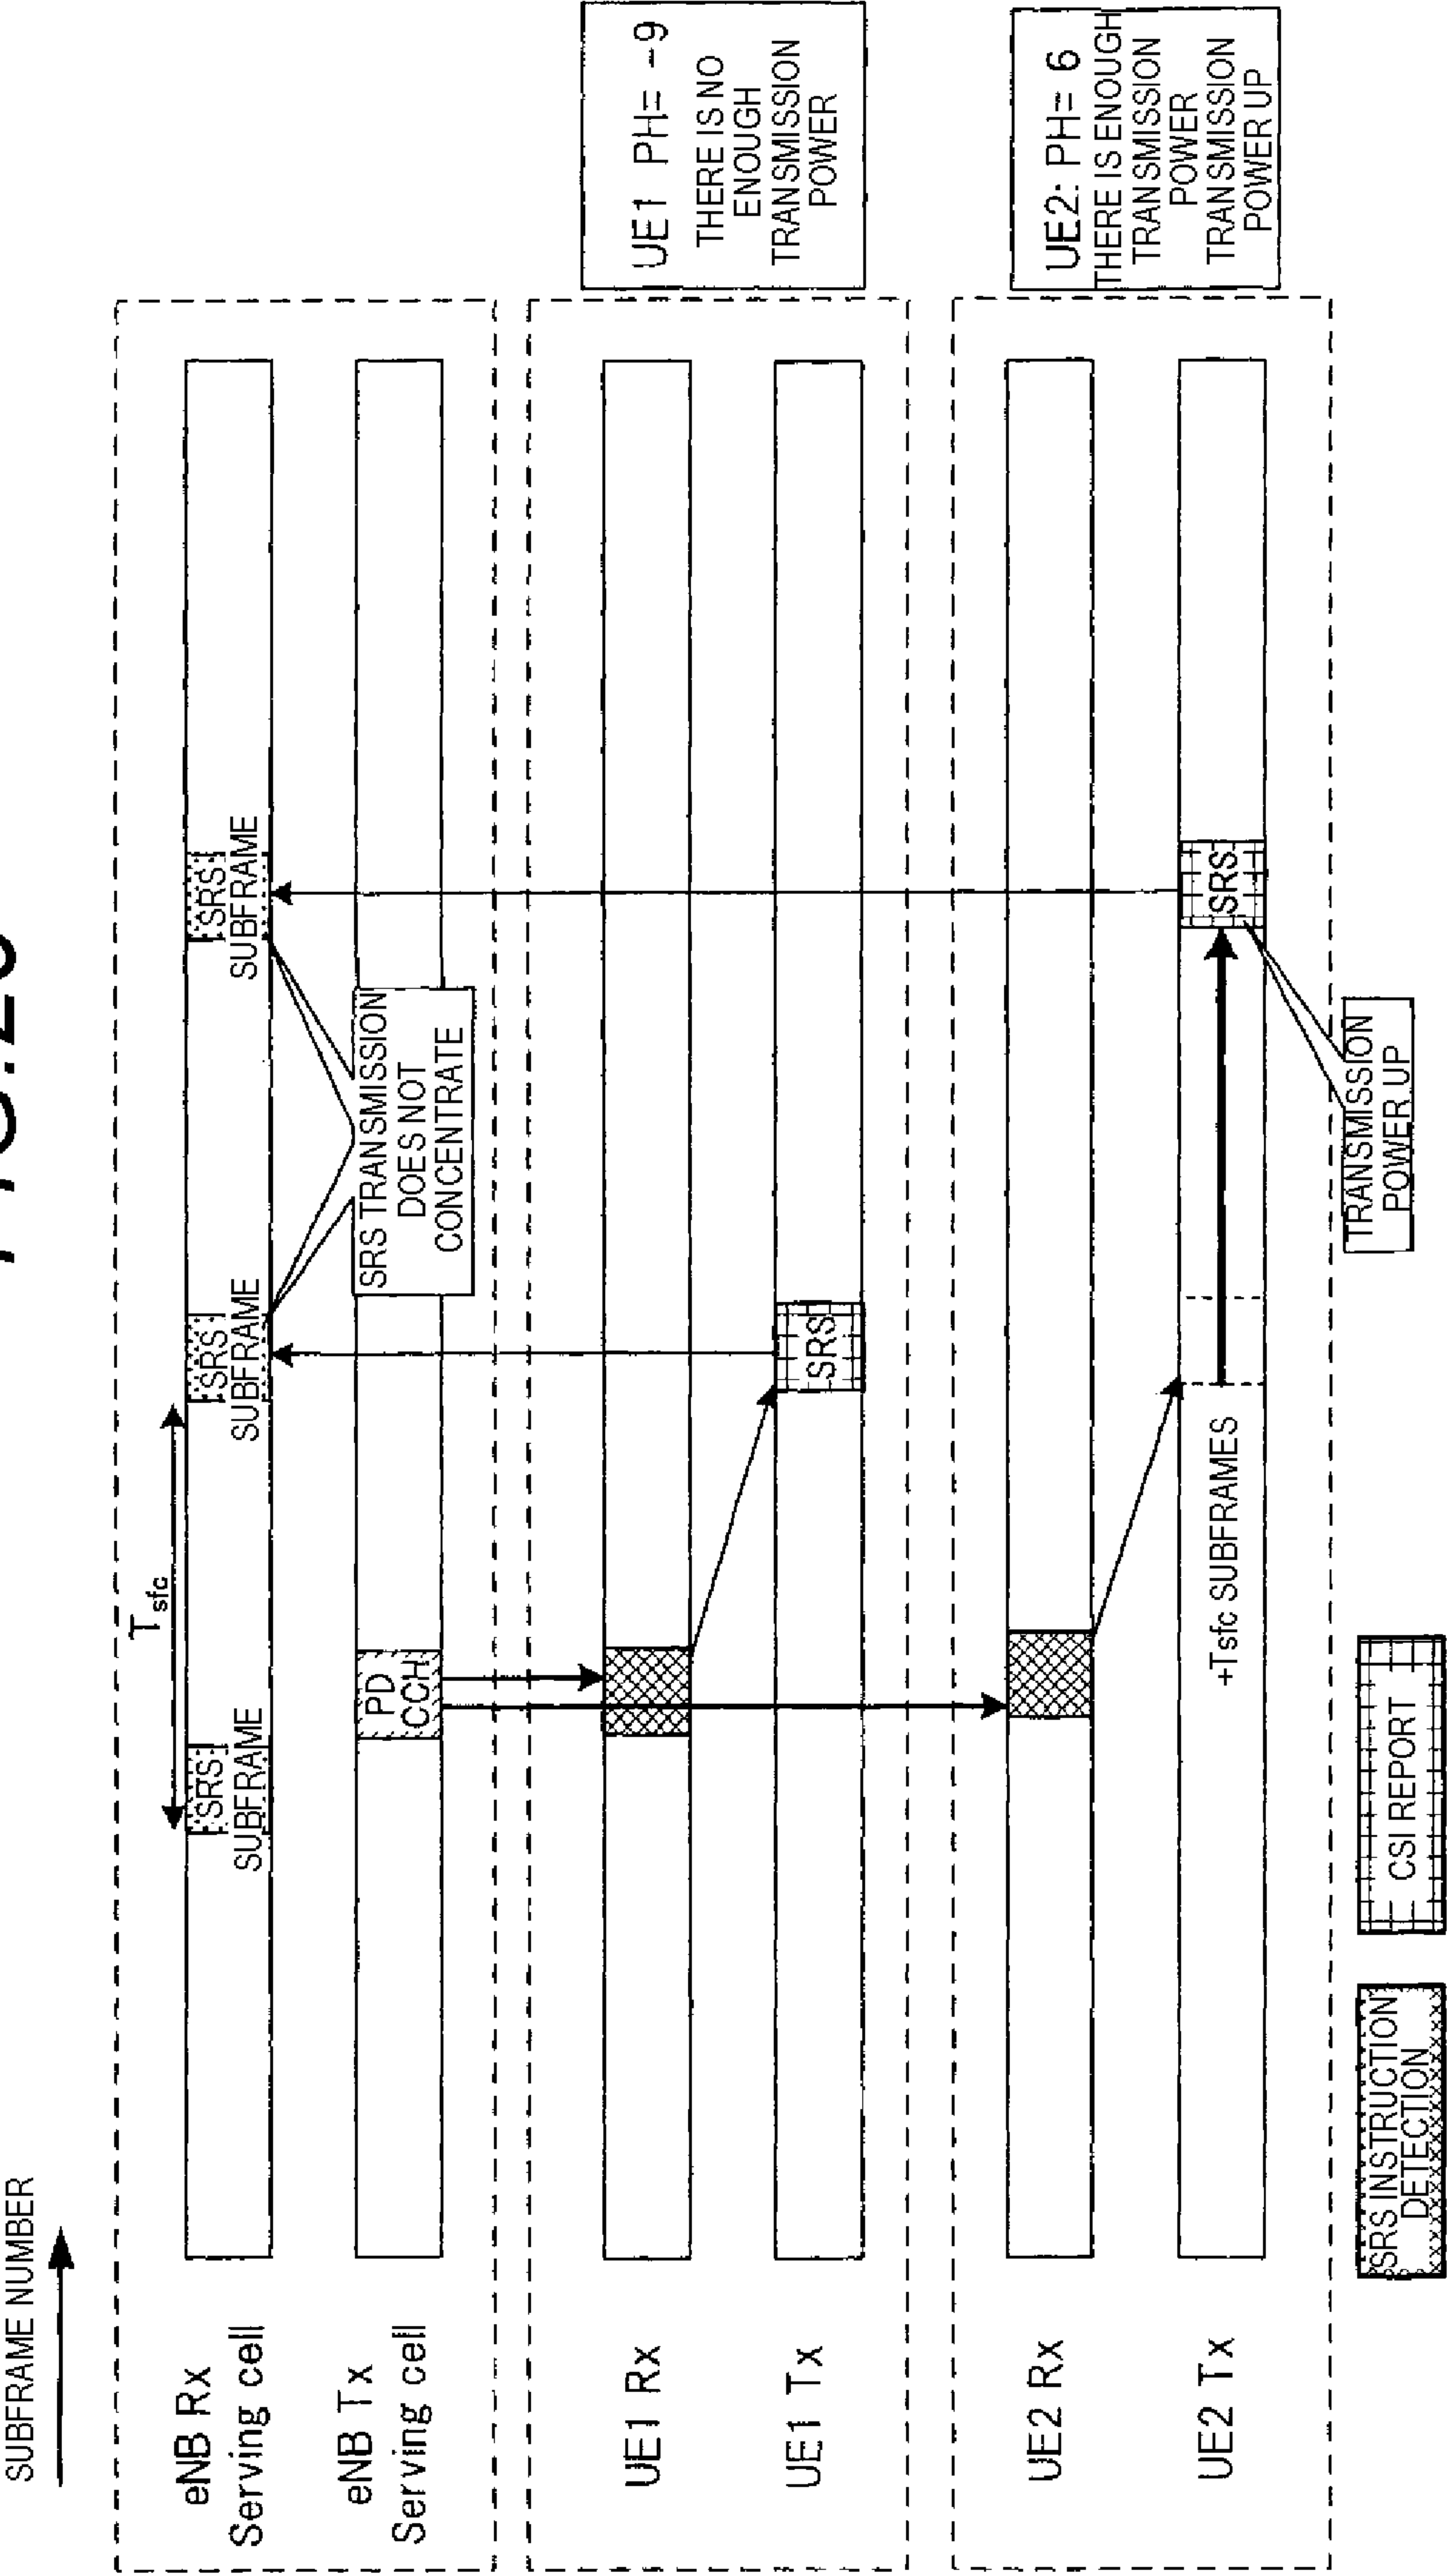 SUBFRAME NUMBER
eNB Rx
Serving cell
SRS
SUBFRAME
Tsfc
SRS
SUBFRAME
SRS
SUBFRAME
eNB Tx
Serving cell
PD
CCH
SRS TRANSMISSION
DOES NOT
CONCENTRATE
UE1 Rx
UE1 Tx
SRS
UE1 PH= -9
THERE IS NO
ENOUGH
TRANSMISSION
POWER
UE2 Rx
UE2 Tx
+Tsfc SUBFRAMES
SRS
UE2: PH= 6
THERE IS ENOUGH
TRANSMISSION
POWER
TRANSMISSION
POWER UP
TRANSMISSION
POWER UP
SRS INSTRUCTION
DETECTION
CSI REPORT